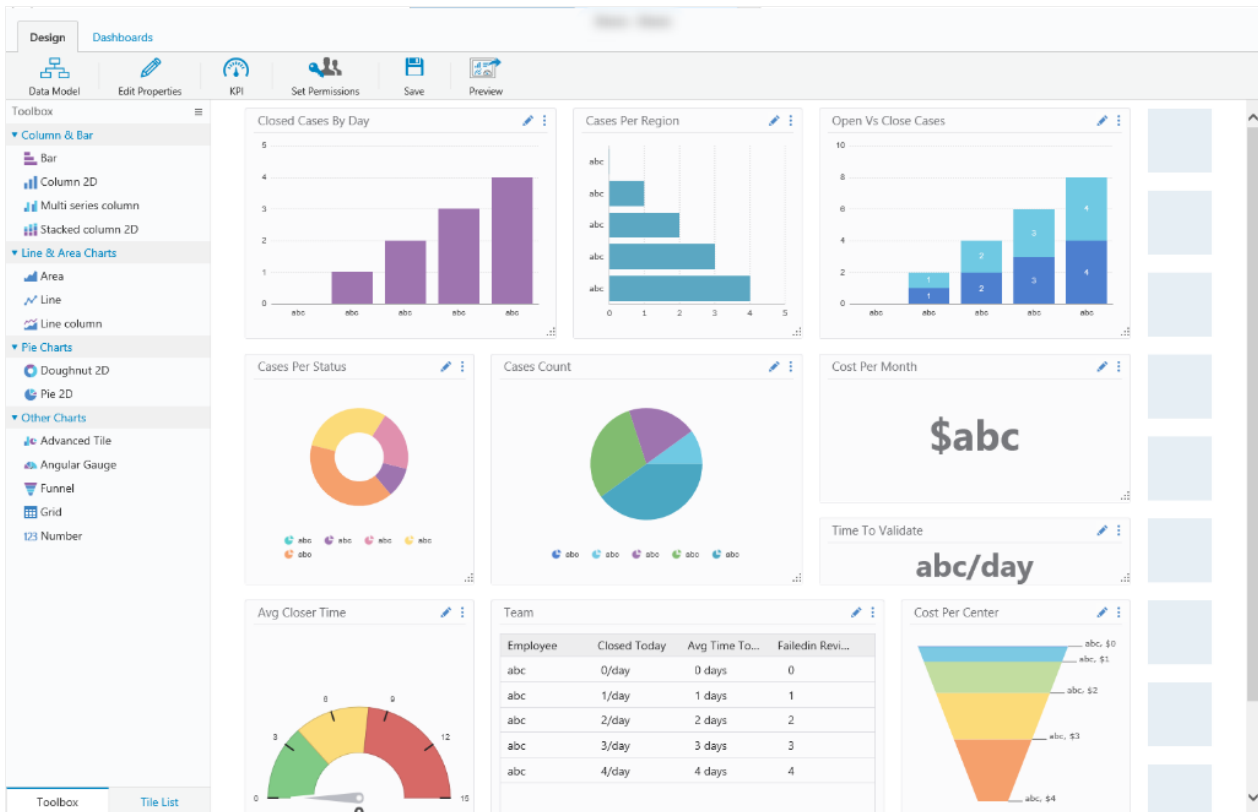 Design Dashboards
Data Model Edit Properties KPI Set Permissions Save Preview
Toolbox
Column & Bar
Bar
Column 2D
Multi series column
Stacked column 2D
Line & Area Charts
Area
Line
Line column
Pie Charts
Doughnut 2D
Pie 2D
Other Charts
Advanced Tile
Angular Gauge
Funnel
Grid
123 Number
Toolbox Tile List
Closed Cases By Day
5
4
3
2
1
0
abc abc abc abc abc
Cases Per Region
abc
abc
abc
abc
abc
0 1 2 3 4 5
Open Vs Close Cases
10
8
6
4
2
0
1 2 3 4
1 2 3 4
abc abc abc abc abc
Cases Per Status
abc abc abc abc
abc
Cases Count
abc abc abc abc abc
Cost Per Month
$abc
Time To Validate
abc/day
Avg Closer Time
0 3 6 9 12 15
0
Team
Employee Closed Today Avg Time To... Failedin Revi...
abc 0/day 0 days 0
abc 1/day 1 days 1
abc 2/day 2 days 2
abc 3/day 3 days 3
abc 4/day 4 days 4
Cost Per Center
abc, $0
abc, $1
abc, $2
abc, $3
abc, $4